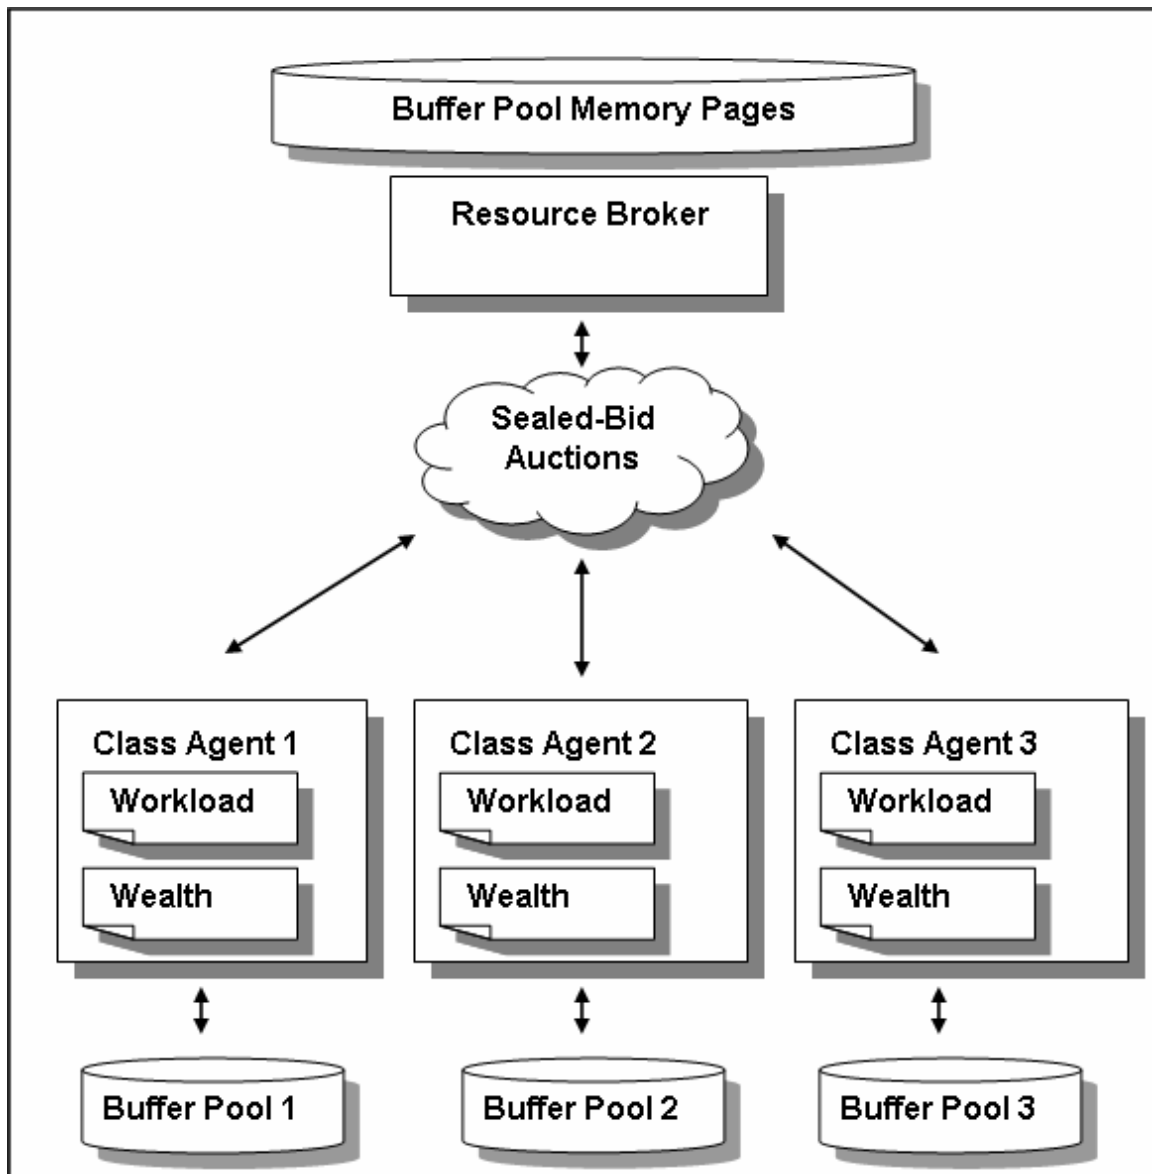 Buffer Pool Memory Pages
Resource Broker
Sealed-Bid
Auctions
Class Agent 1
Workload
Wealth
Class Agent 2
Workload
Wealth
Class Agent 3
Workload
Wealth
Buffer Pool 1
Buffer Pool 2
Buffer Pool 3